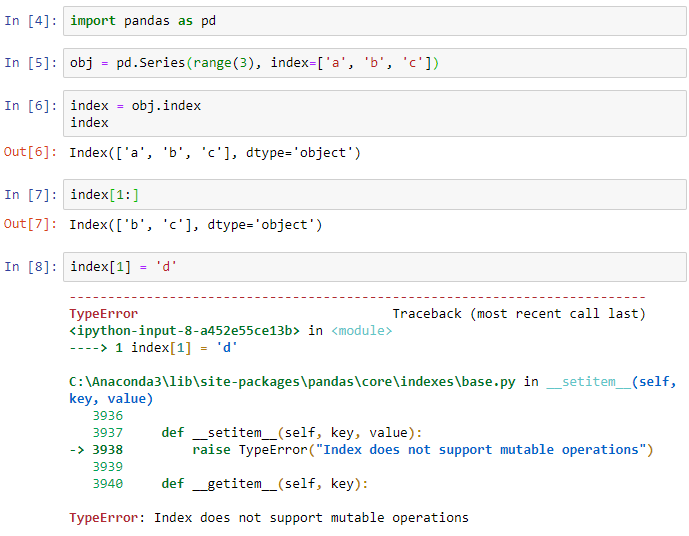 In [4]: import pandas as pd
In [5]: obj = pd.Series(range(3), index=['a', 'b', 'c'])
In [6]: index = obj.index
index
Out[6]: Index(['a', 'b', 'c'], dtype='object')
In [7]: index[1:]
Out[7]: Index(['b', 'c'], dtype='object')
In [8]: index[1] = 'd'
---------------------------------------------------------------------------
TypeError                                 Traceback (most recent call last)
<ipython-input-8-a452e55ce13b> in <module>
----> 1 index[1] = 'd'
C:\Anaconda3\lib\site-packages\pandas\core\indexes\base.py in __setitem__(self,
key, value)
   3936
   3937     def __setitem__(self, key, value):
-> 3938         raise TypeError("Index does not support mutable operations")
   3939
   3940     def __getitem__(self, key):
TypeError: Index does not support mutable operations